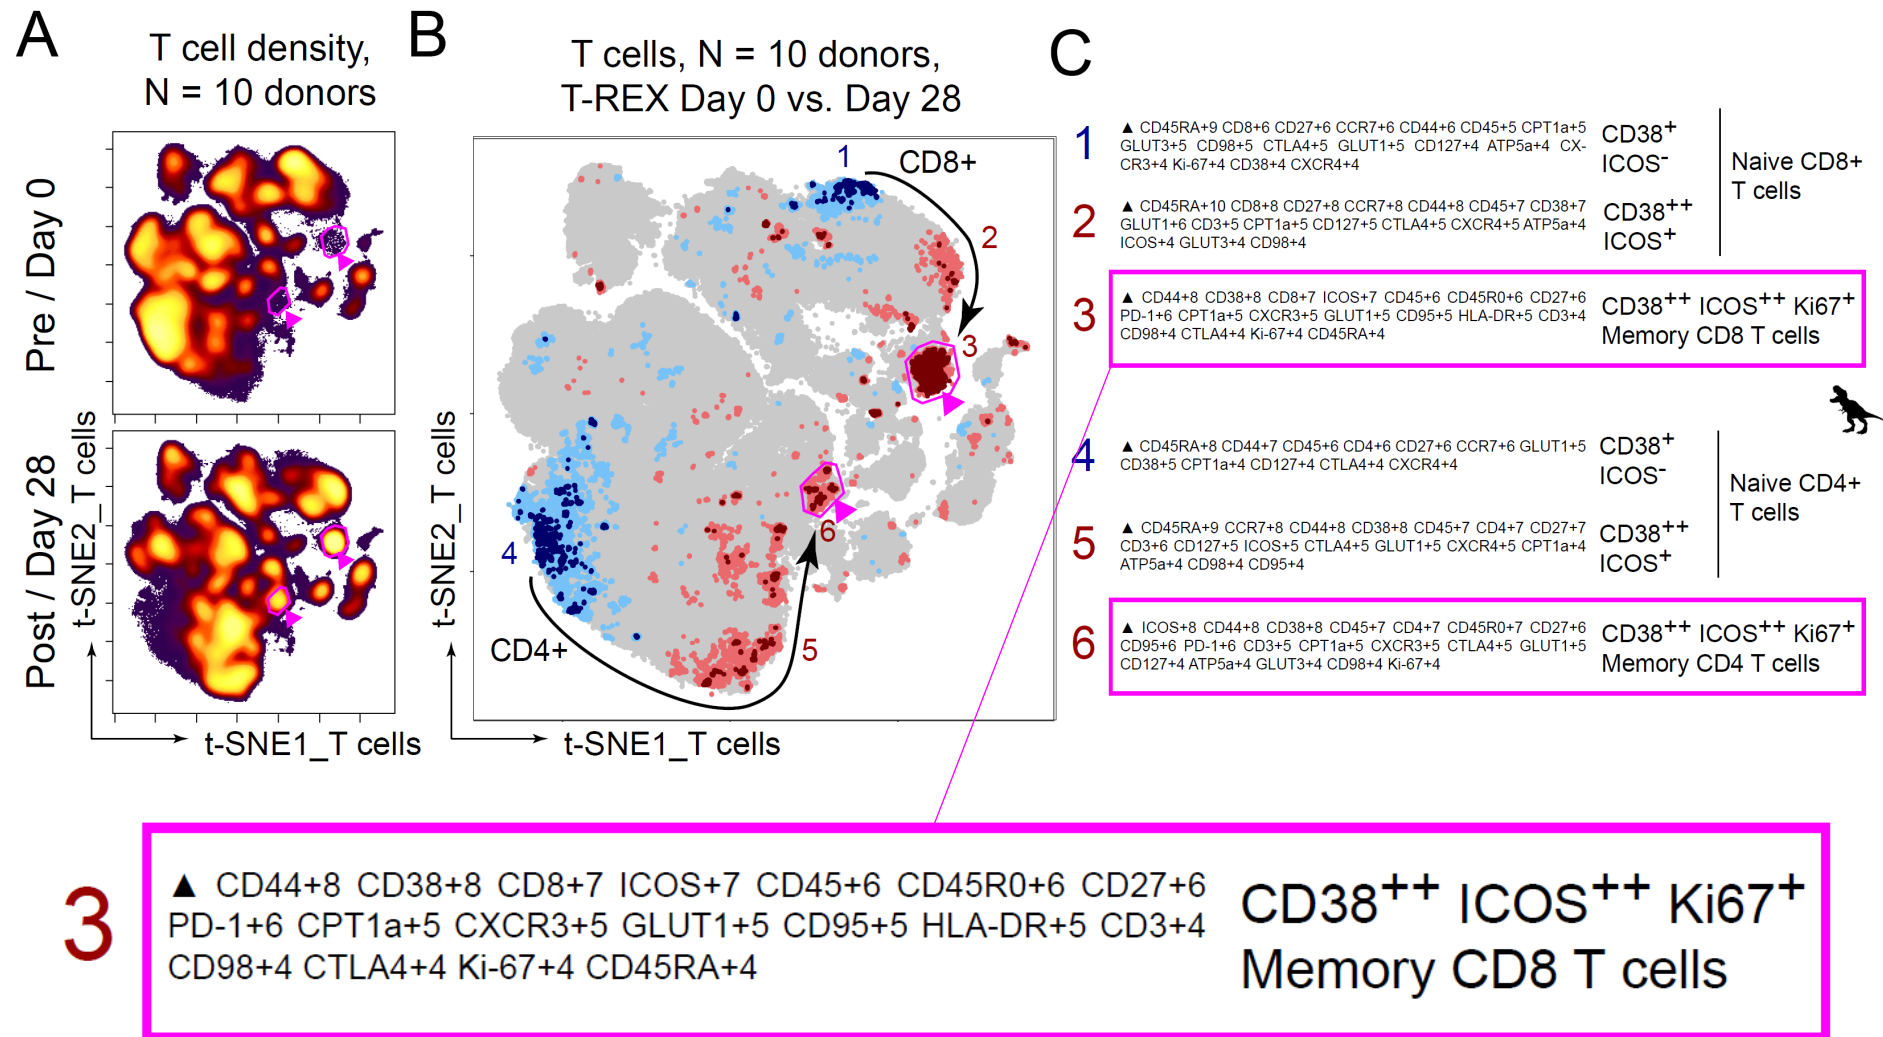 A
T cell density,
N = 10 donors
Pre / Day 0
Post / Day 28
t-SNE2_T cells
t-SNE1_T cells
B
T cells, N = 10 donors,
T-REX Day 0 vs. Day 28
1
CD8+
2
3
4
CD4+
5
6
t-SNE2_T cells
t-SNE1_T cells
C
1
▲ CD45RA+9 CD8+6 CD27+6 CCR7+6 CD44+6 CD45+5 CPT1a+5
GLUT3+5 CD98+5 CTLA4+5 GLUT1+5 CD127+4 ATP5a+4 CX-
CR3+4 Ki-67+4 CD38+4 CXCR4+4
CD38+
ICOS-
2
▲ CD45RA+10 CD8+8 CD27+8 CCR7+8 CD44+8 CD45+7 CD38+7
GLUT1+6 CD3+5 CPT1a+5 CD127+5 CTLA4+5 CXCR4+5 ATP5a+4
ICOS+4 GLUT3+4 CD98+4
CD38++
ICOS+
Naive CD8+
T cells
3
▲ CD44+8 CD38+8 CD8+7 ICOS+7 CD45+6 CD45R0+6 CD27+6
PD-1+6 CPT1a+5 CXCR3+5 GLUT1+5 CD95+5 HLA-DR+5 CD3+4
CD98+4 CTLA4+4 Ki-67+4 CD45RA+4
CD38++ ICOS++ Ki67+
Memory CD8 T cells
4
▲ CD45RA+8 CD44+7 CD45+6 CD4+6 CD27+6 CCR7+6 GLUT1+5
CD38+5 CPT1a+4 CD127+4 CTLA4+4 CXCR4+4
CD38+
ICOS-
5
▲ CD45RA+9 CCR7+8 CD44+8 CD38+8 CD45+7 CD4+7 CD27+7
CD3+6 CD127+5 ICOS+5 CTLA4+5 GLUT1+5 CXCR4+5 CPT1a+4
ATP5a+4 CD98+4 CD95+4
CD38++
ICOS+
Naive CD4+
T cells
6
▲ ICOS+8 CD44+8 CD38+8 CD45+7 CD4+7 CD45R0+7 CD27+6
CD95+6 PD-1+6 CD3+5 CPT1a+5 CXCR3+5 CTLA4+5 GLUT1+5
CD127+4 ATP5a+4 GLUT3+4 CD98+4 Ki-67+4
CD38++ ICOS++ Ki67+
Memory CD4 T cells
3
▲ CD44+8 CD38+8 CD8+7 ICOS+7 CD45+6 CD45R0+6 CD27+6
PD-1+6 CPT1a+5 CXCR3+5 GLUT1+5 CD95+5 HLA-DR+5 CD3+4
CD98+4 CTLA4+4 Ki-67+4 CD45RA+4
CD38++ ICOS++ Ki67+
Memory CD8 T cells